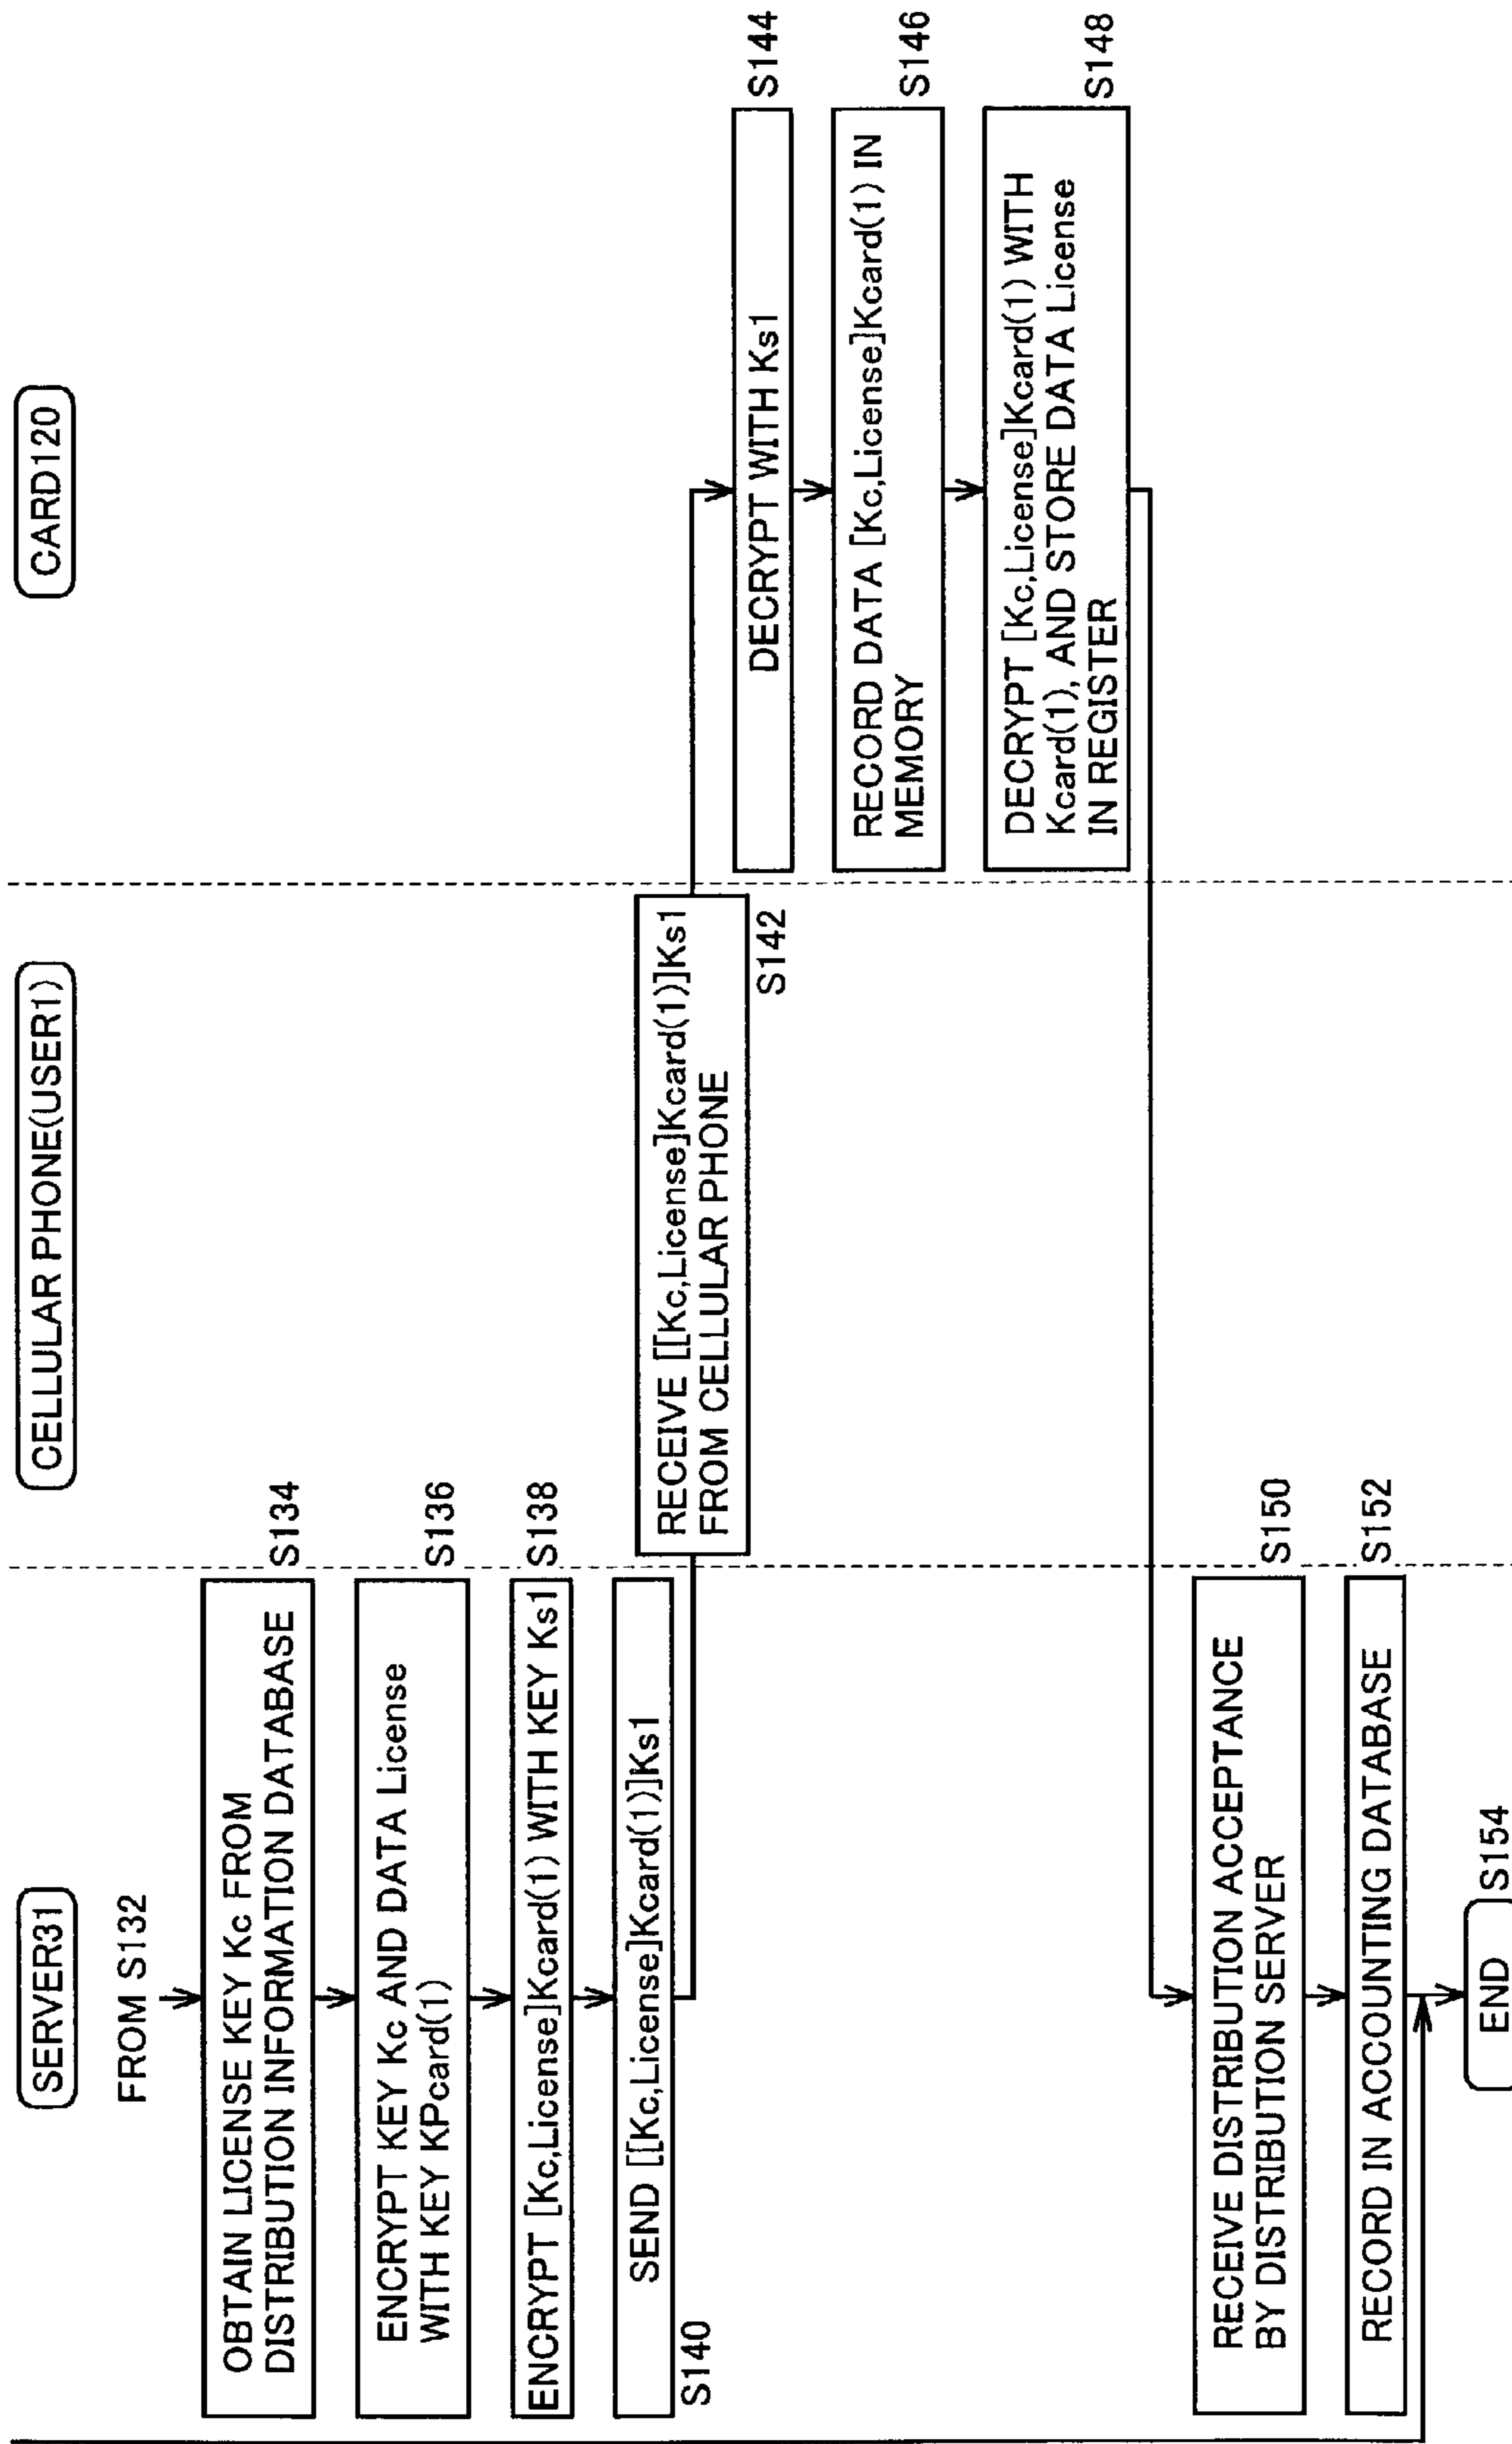 SERVER31
CELLULAR PHONE(USER1)
CARD120
FROM S132
OBTAIN LICENSE KEY Kc FROM
DISTRIBUTION INFORMATION DATABASE
S134
ENCRYPT KEY Kc AND DATA License
WITH KEY KPcard(1)
S136
ENCRYPT [Kc,License]Kcard(1) WITH KEY Ks1
S138
SEND [[Kc,License]Kcard(1)]Ks1
S140
RECEIVE [[Kc,License]Kcard(1)]Ks1
FROM CELLULAR PHONE
S142
DECRYPT WITH Ks1
S144
RECORD DATA [Kc,License]Kcard(1) IN
MEMORY
S146
DECRYPT [Kc,License]Kcard(1) WITH
Kcard(1), AND STORE DATA License
IN REGISTER
S148
RECEIVE DISTRIBUTION ACCEPTANCE
BY DISTRIBUTION SERVER
S150
RECORD IN ACCOUNTING DATABASE
S152
END
S154